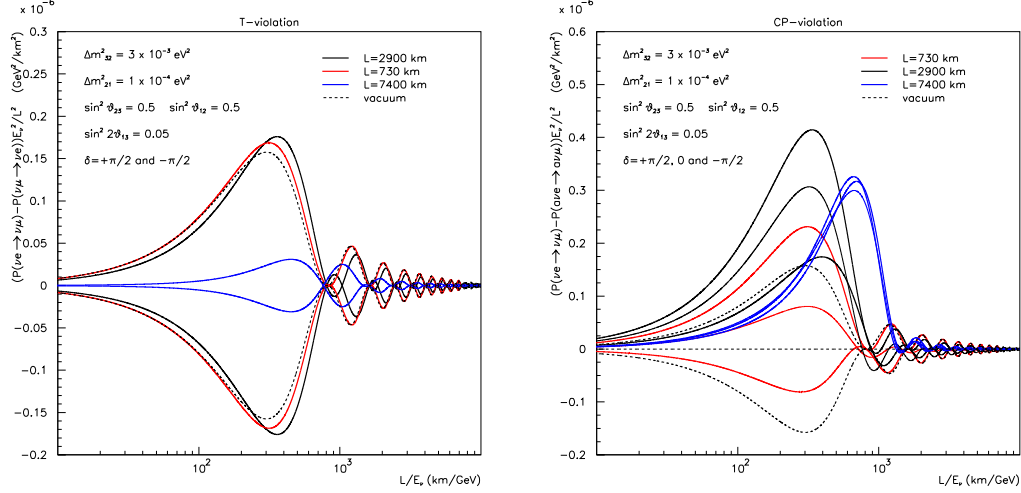 × 10⁻⁶
T-violation
(P(νe→νμ)-P(νμ→νe))E²ᵥ/L² (GeV²/km²)
0.3
0.25
0.2
0.15
0.1
0.05
0
-0.05
-0.1
-0.15
-0.2
Δm²₃₂ = 3 x 10⁻³ eV²
Δm²₂₁ = 1 x 10⁻⁴ eV²
sin² ϑ₂₃ = 0.5 sin² ϑ₁₂ = 0.5
sin² 2ϑ₁₃ = 0.05
δ=+π/2 and -π/2
L=2900 km
L=730 km
L=7400 km
vacuum
10²
10³
L/Eᵥ (km/GeV)
× 10⁻⁶
CP-violation
(P(νe→νμ)-P(aνe→aνμ))E²ᵥ/L² (GeV²/km²)
0.6
0.5
0.4
0.3
0.2
0.1
0
-0.1
-0.2
Δm²₃₂ = 3 x 10⁻³ eV²
Δm²₂₁ = 1 x 10⁻⁴ eV²
sin² ϑ₂₃ = 0.5 sin² ϑ₁₂ = 0.5
sin² 2ϑ₁₃ = 0.05
δ=+π/2, 0 and -π/2
L=730 km
L=2900 km
L=7400 km
vacuum
10²
10³
L/Eᵥ (km/GeV)